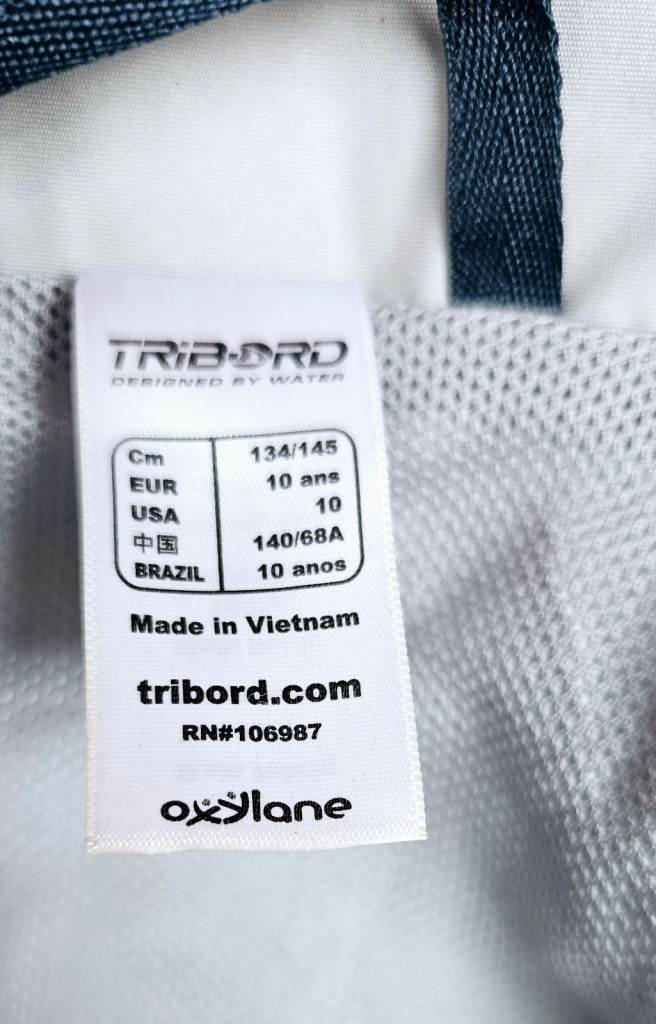 TRIBORD
DESIGNED BY WATER
Cm 134/145
EUR 10 ans
USA 10
中国 140/68A
BRAZIL 10 anos
Made in Vietnam
tribord.com
RN#106987
oxylane